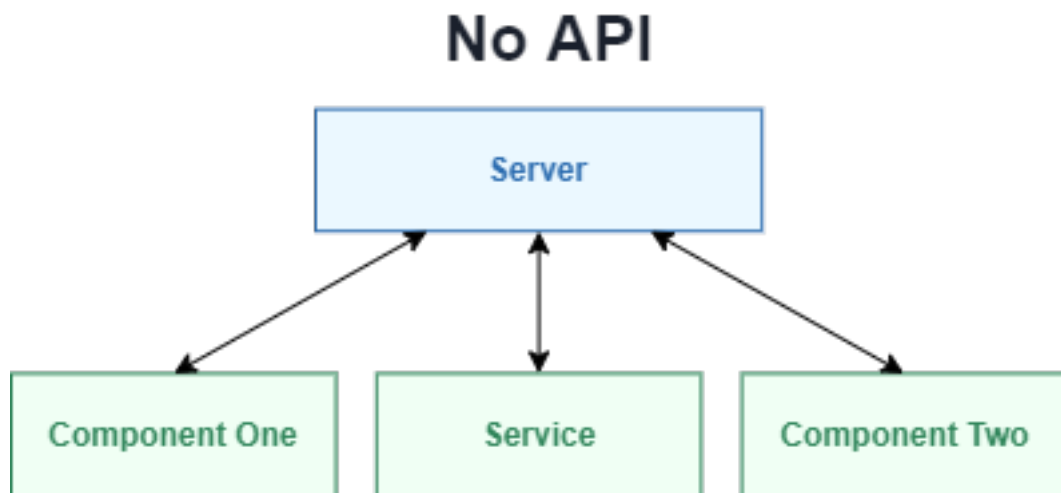 No API
Server
Component One
Service
Component Two